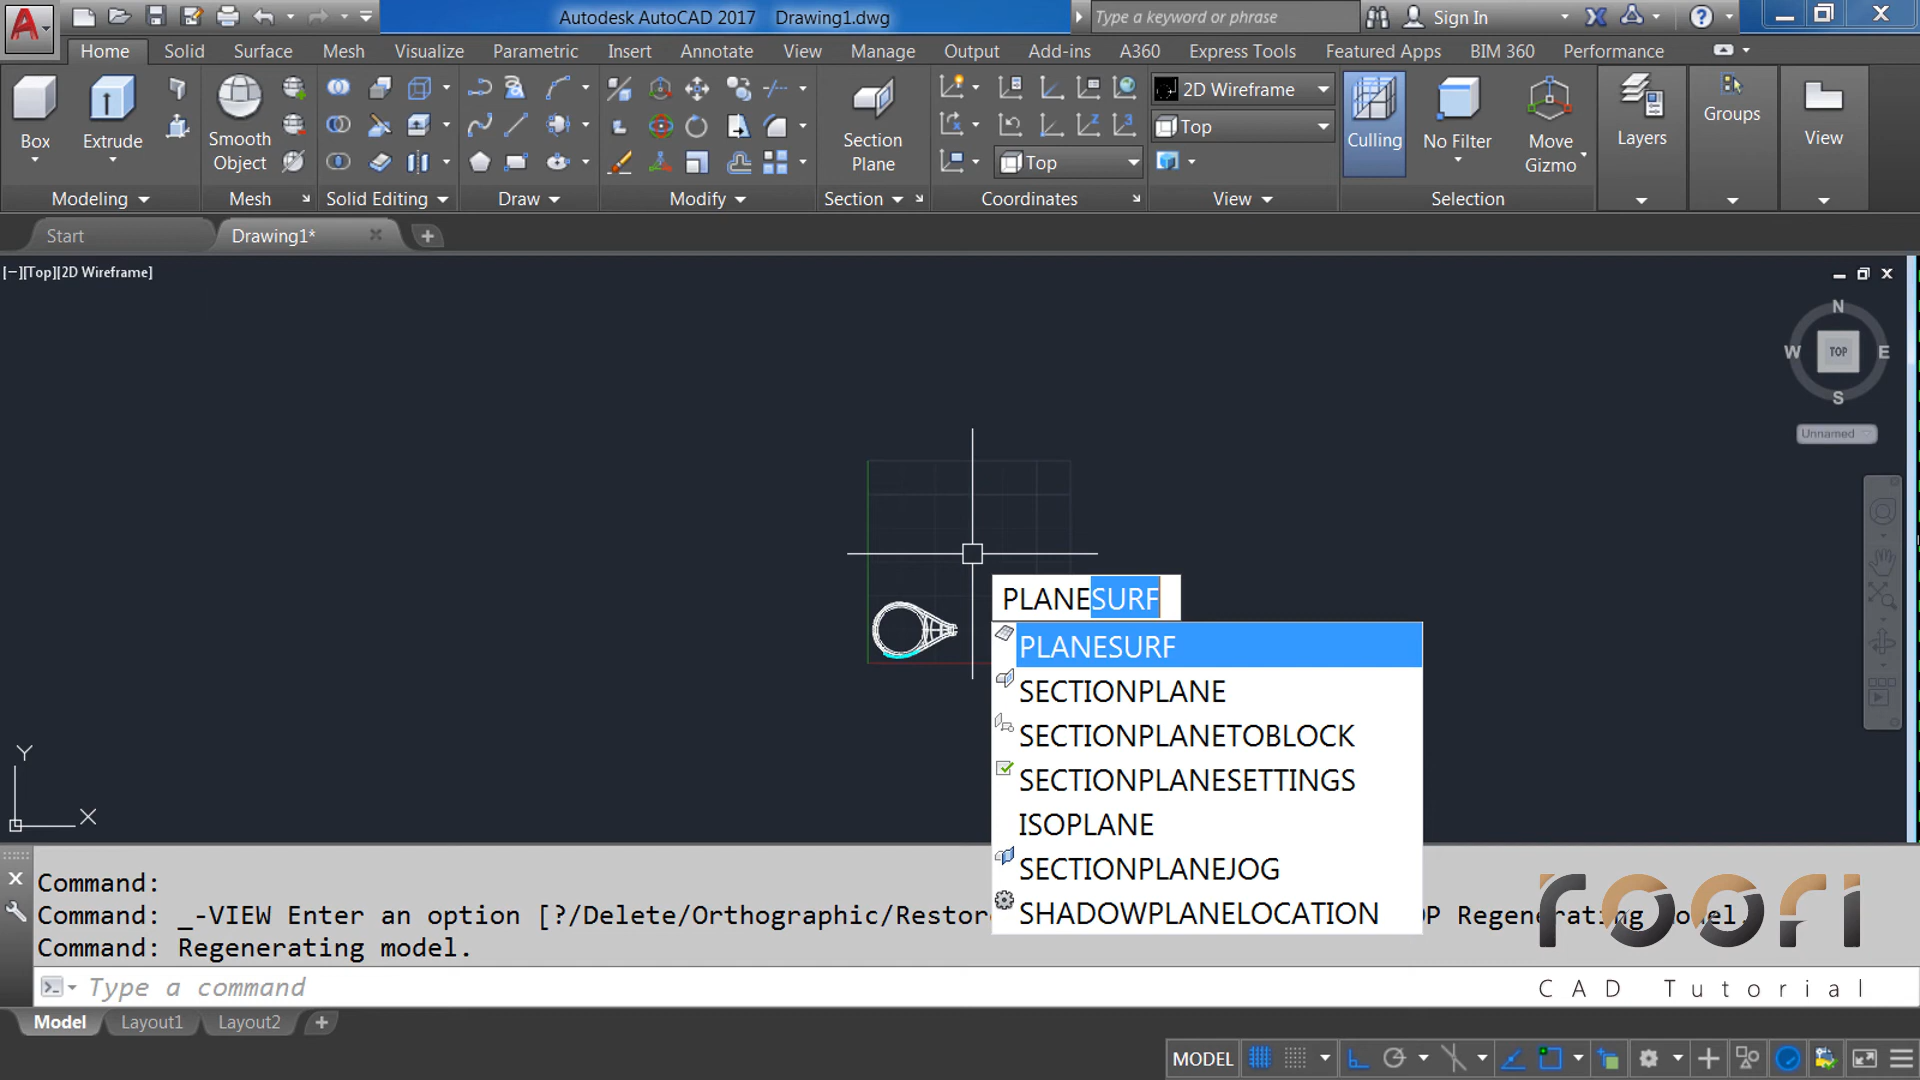 Autodesk AutoCAD 2017 Drawing1.dwg
Type a keyword or phrase
Sign In
Home Solid Surface Mesh Visualize Parametric Insert Annotate View Manage Output Add-ins A360 Express Tools Featured Apps BIM 360 Performance
Box
Extrude
Smooth Object
Section Plane
Top
2D Wireframe
Top
Culling
No Filter
Move Gizmo
Layers
Groups
View
Modeling
Mesh
Solid Editing
Draw
Modify
Section
Coordinates
View
Selection
Start
Drawing1*
[−][Top][2D Wireframe]
N
W TOP E
S
Unnamed
PLANESURF
PLANESURF
SECTIONPLANE
SECTIONPLANETOBLOCK
SECTIONPLANESETTINGS
ISOPLANE
SECTIONPLANEJOG
SHADOWPLANELOCATION
Y
X
Command:
Command: _-VIEW Enter an option [?/Delete/Orthographic/Restor OP Regenerating model.
Command: Regenerating model.
Type a command
roofi
CAD Tutorial
Model Layout1 Layout2
MODEL